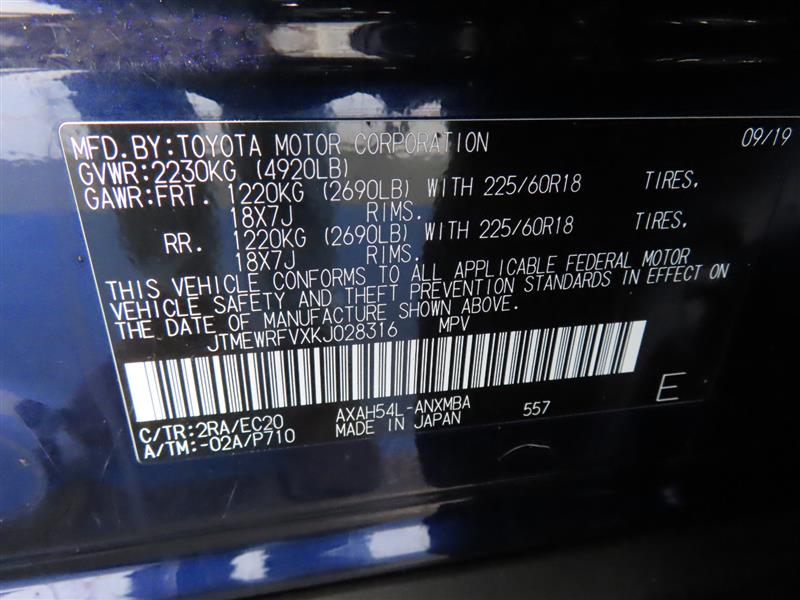 MFD. BY: TOYOTA MOTOR CORPORATION 09/19
GVWR: 2230KG (4920LB)
GAWR: FRT. 1220KG (2690LB) WITH 225/60R18 TIRES,
18X7J RIMS.
RR. 1220KG (2690LB) WITH 225/60R18 TIRES,
18X7J RIMS.
THIS VEHICLE CONFORMS TO ALL APPLICABLE FEDERAL MOTOR
VEHICLE SAFETY AND THEFT PREVENTION STANDARDS IN EFFECT ON
THE DATE OF MANUFACTURE SHOWN ABOVE.
JTMEWRFVXKJ028316 MPV
E
C/TR: 2RA/EC20 AXAH54L-ANXMBA 557
A/TM: -02A/P710 MADE IN JAPAN